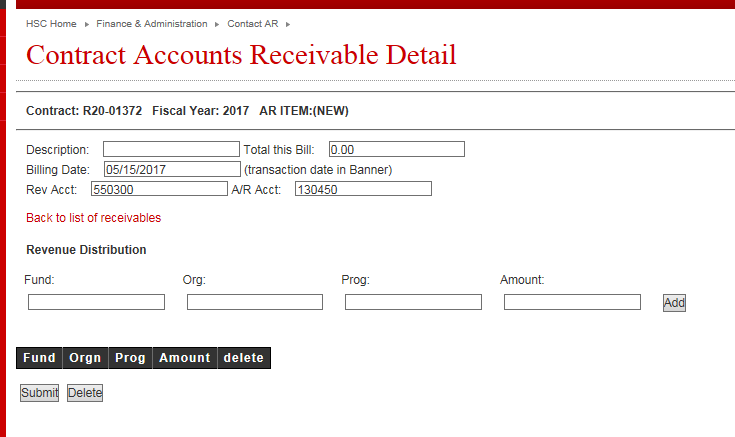 HSC Home ▸ Finance & Administration ▸ Contact AR ▸
Contract Accounts Receivable Detail
Contract: R20-01372 Fiscal Year: 2017 AR ITEM:(NEW)
Description: Total this Bill: 0.00
Billing Date: 05/15/2017 (transaction date in Banner)
Rev Acct: 550300 A/R Acct: 130450
Back to list of receivables
Revenue Distribution
Fund: Org: Prog: Amount:
Add
Fund Orgn Prog Amount delete
Submit Delete